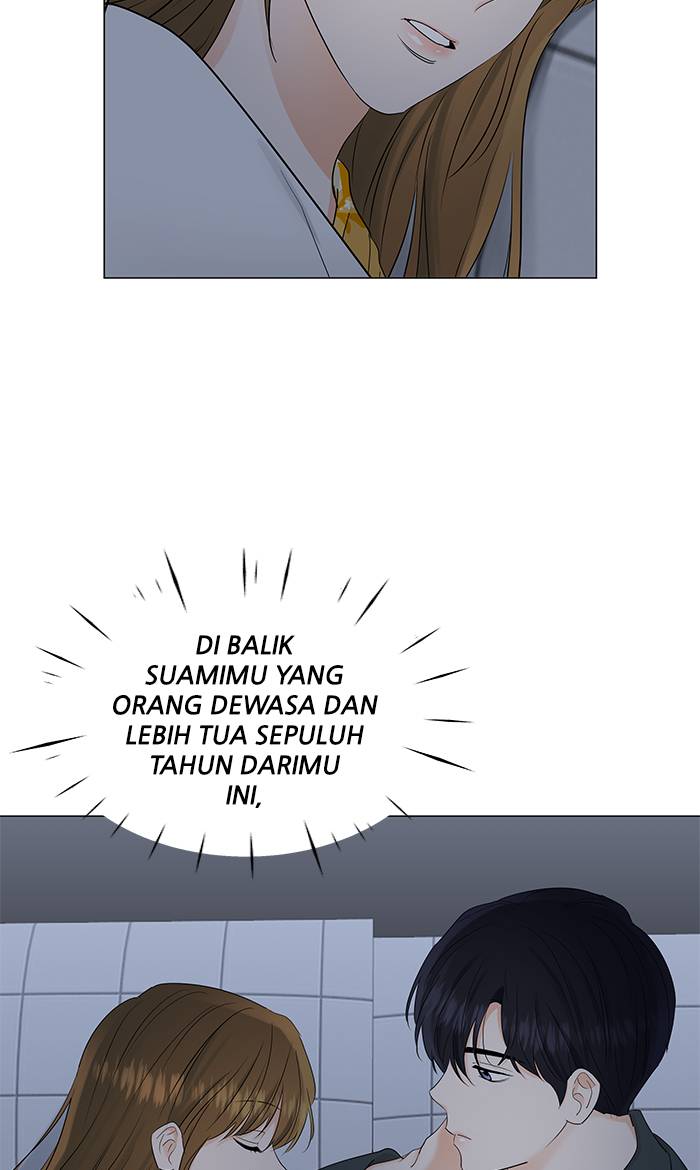 DI BALIK
SUAMIMU YANG
ORANG DEWASA DAN
LEBIH TUA SEPULUH
TAHUN DARIMU
INI,